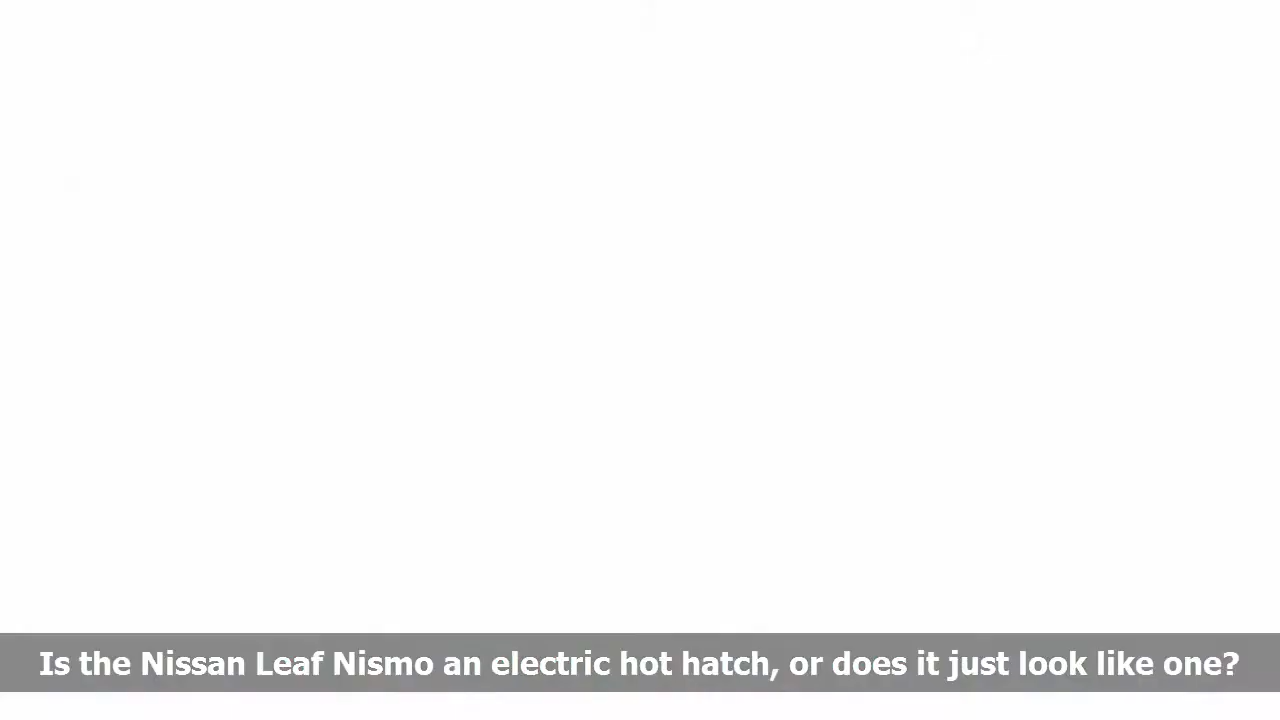 Is the Nissan Leaf Nismo an electric hot hatch, or does it just look like one?